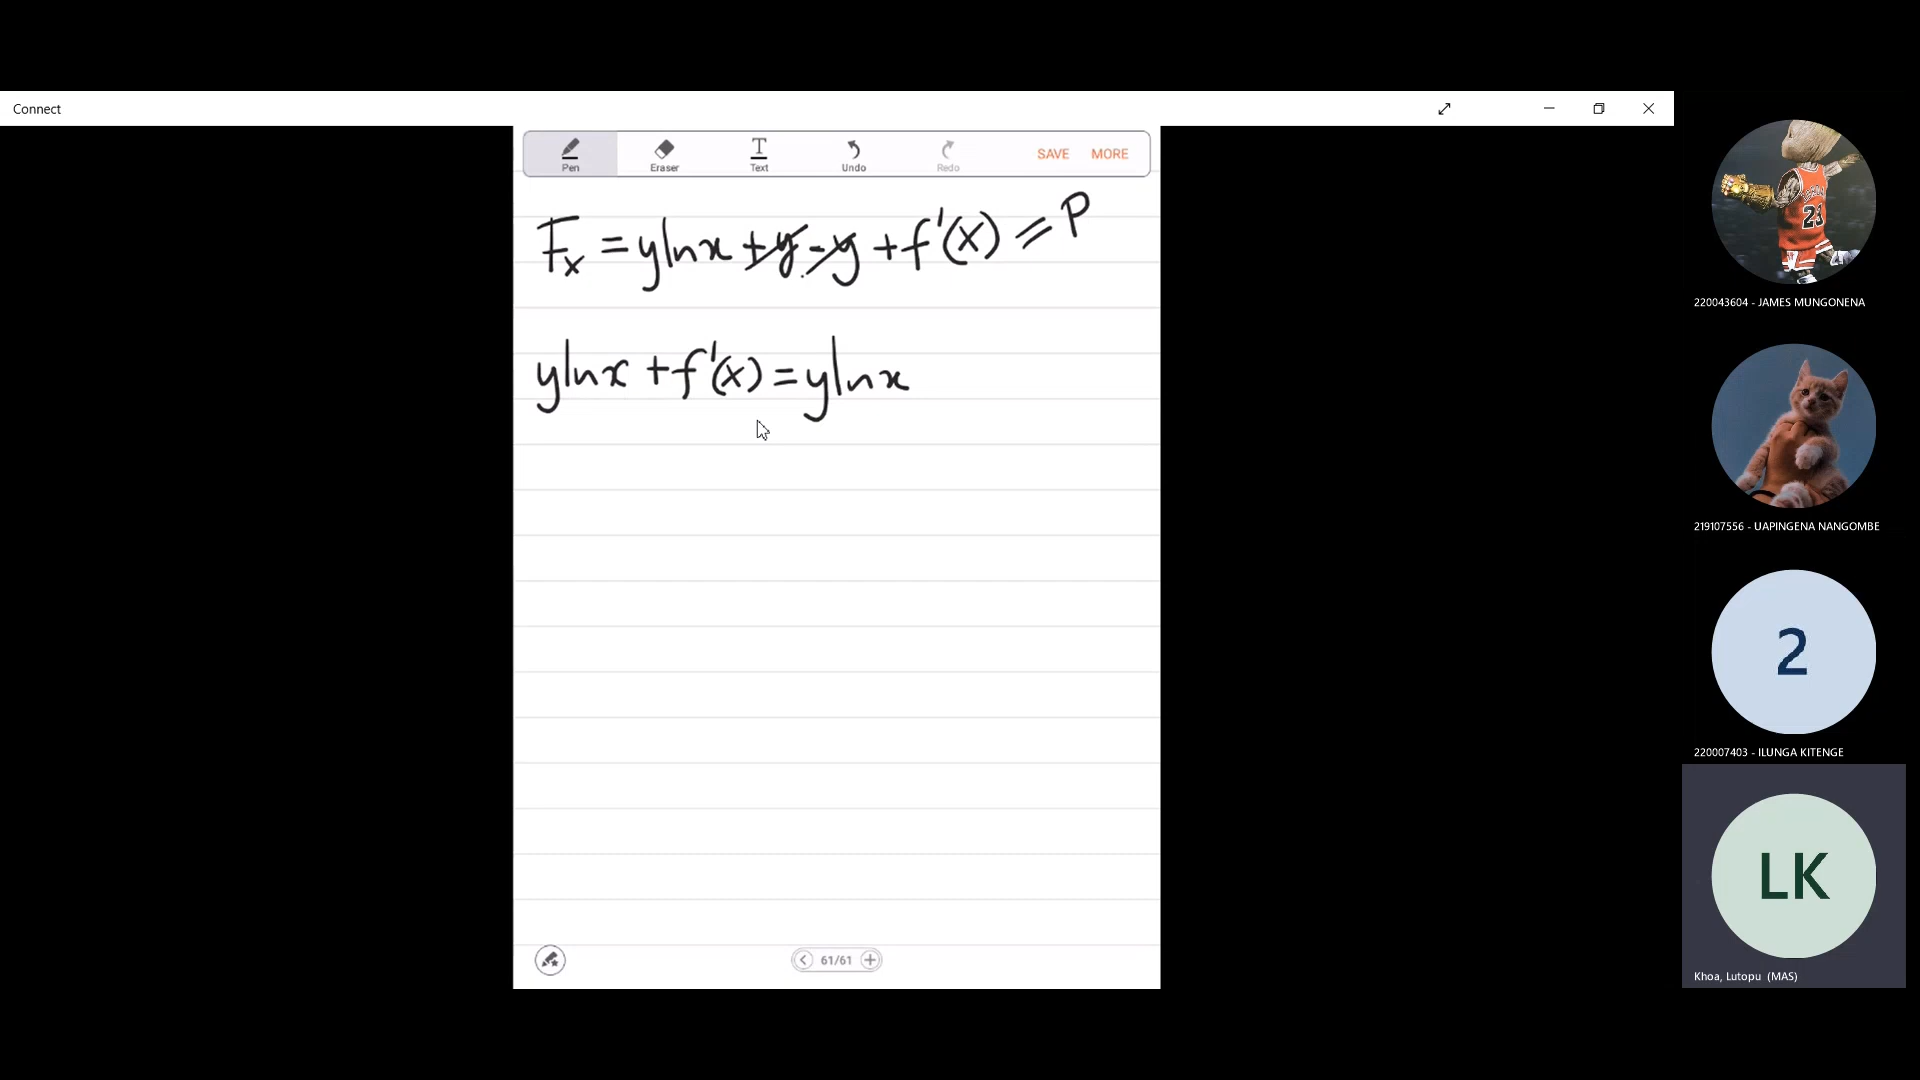 Connect
Pen
Eraser
T
Text
Undo
Redo
SAVE
MORE
Fx = ylnx + y - y + f'(x) = P
ylnx + f'(x) = ylnx
61/61
23
220043604 - JAMES MUNGONENA
219107556 - UAPINGENA NANGOMBE
2
220007403 - ILUNGA KITENGE
LK
Khoa, Lutopu (MAS)